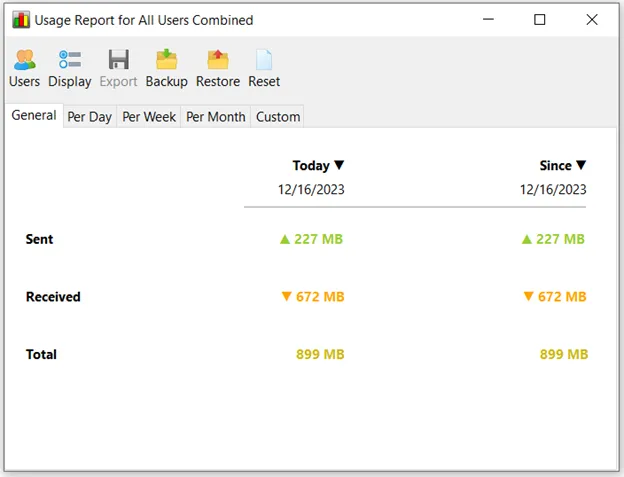 Usage Report for All Users Combined
Users Display Export Backup Restore Reset
General Per Day Per Week Per Month Custom
Today ▼ Since ▼
12/16/2023 12/16/2023
Sent ▲ 227 MB ▲ 227 MB
Received ▼ 672 MB ▼ 672 MB
Total 899 MB 899 MB